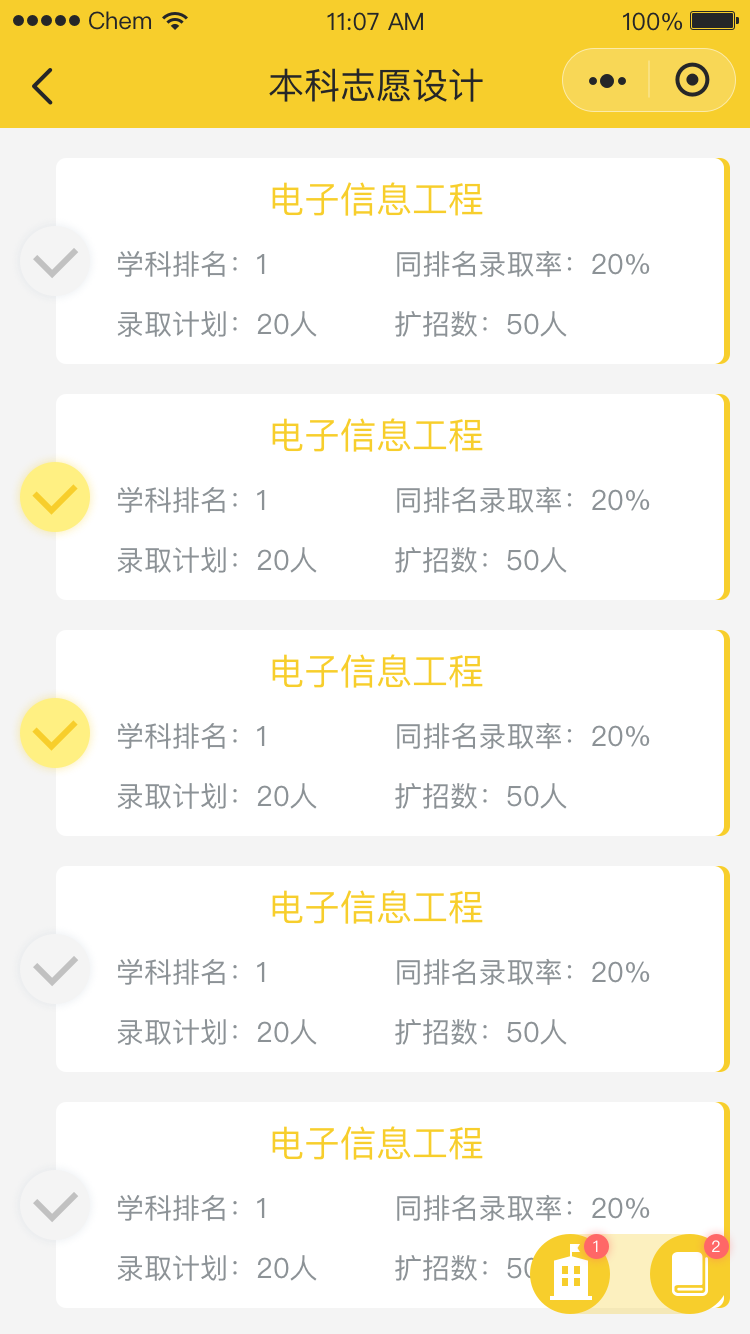 Chem 11:07 AM 100%
本科志愿设计
电子信息工程
学科排名：1 同排名录取率：20%
录取计划：20人 扩招数：50人
电子信息工程
学科排名：1 同排名录取率：20%
录取计划：20人 扩招数：50人
电子信息工程
学科排名：1 同排名录取率：20%
录取计划：20人 扩招数：50人
电子信息工程
学科排名：1 同排名录取率：20%
录取计划：20人 扩招数：50人
电子信息工程
学科排名：1 同排名录取率：20%
1 2
录取计划：20人 扩招数：